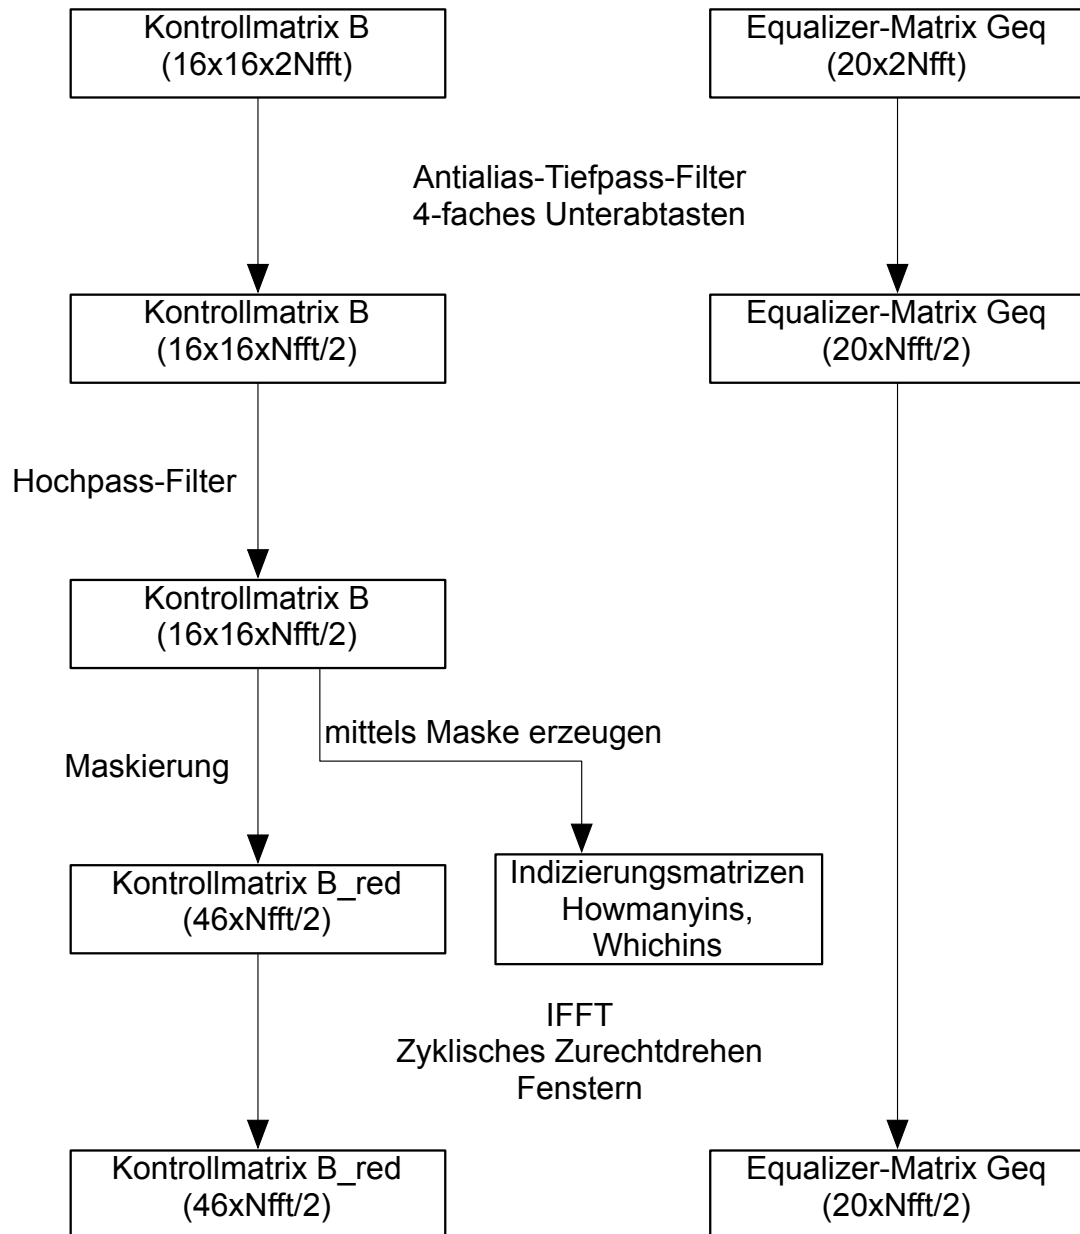 Kontrollmatrix B
(16x16x2Nfft)
Equalizer-Matrix Geq
(20x2Nfft)
Antialias-Tiefpass-Filter
4-faches Unterabtasten
Kontrollmatrix B
(16x16xNfft/2)
Equalizer-Matrix Geq
(20xNfft/2)
Hochpass-Filter
Kontrollmatrix B
(16x16xNfft/2)
mittels Maske erzeugen
Maskierung
Kontrollmatrix B_red
(46xNfft/2)
Indizierungsmatrizen
Howmanyins,
Whichins
IFFT
Zyklisches Zurechtdrehen
Fenstern
Kontrollmatrix B_red
(46xNfft/2)
Equalizer-Matrix Geq
(20xNfft/2)